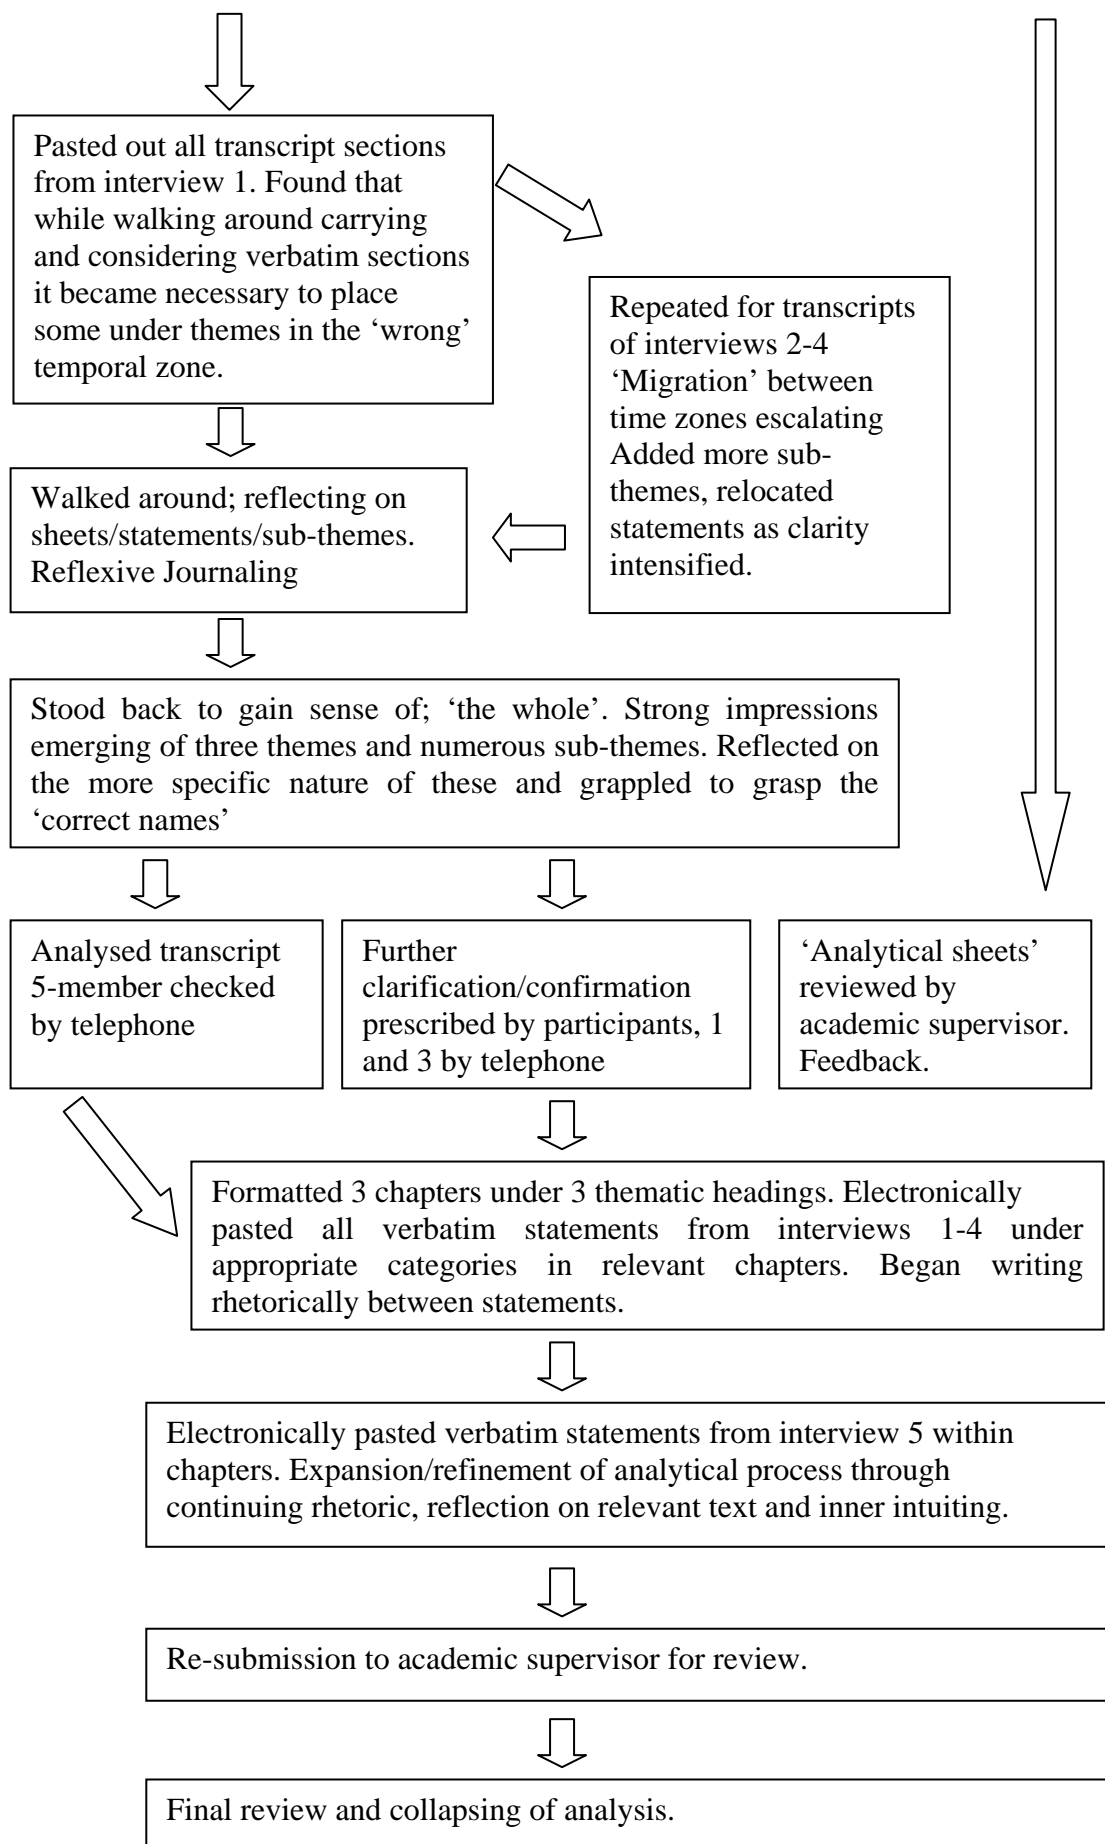 Pasted out all transcript sections
from interview 1. Found that
while walking around carrying
and considering verbatim sections
it became necessary to place
some under themes in the ‘wrong’
temporal zone.
Repeated for transcripts
of interviews 2-4
‘Migration’ between
time zones escalating
Added more sub-
themes, relocated
statements as clarity
intensified.
Walked around; reflecting on
sheets/statements/sub-themes.
Reflexive Journaling
Stood back to gain sense of; ‘the whole’. Strong impressions
emerging of three themes and numerous sub-themes. Reflected on
the more specific nature of these and grappled to grasp the
‘correct names’
Analysed transcript
5-member checked
by telephone
Further
clarification/confirmation
prescribed by participants, 1
and 3 by telephone
‘Analytical sheets’
reviewed by
academic supervisor.
Feedback.
Formatted 3 chapters under 3 thematic headings. Electronically
pasted all verbatim statements from interviews 1-4 under
appropriate categories in relevant chapters. Began writing
rhetorically between statements.
Electronically pasted verbatim statements from interview 5 within
chapters. Expansion/refinement of analytical process through
continuing rhetoric, reflection on relevant text and inner intuiting.
Re-submission to academic supervisor for review.
Final review and collapsing of analysis.